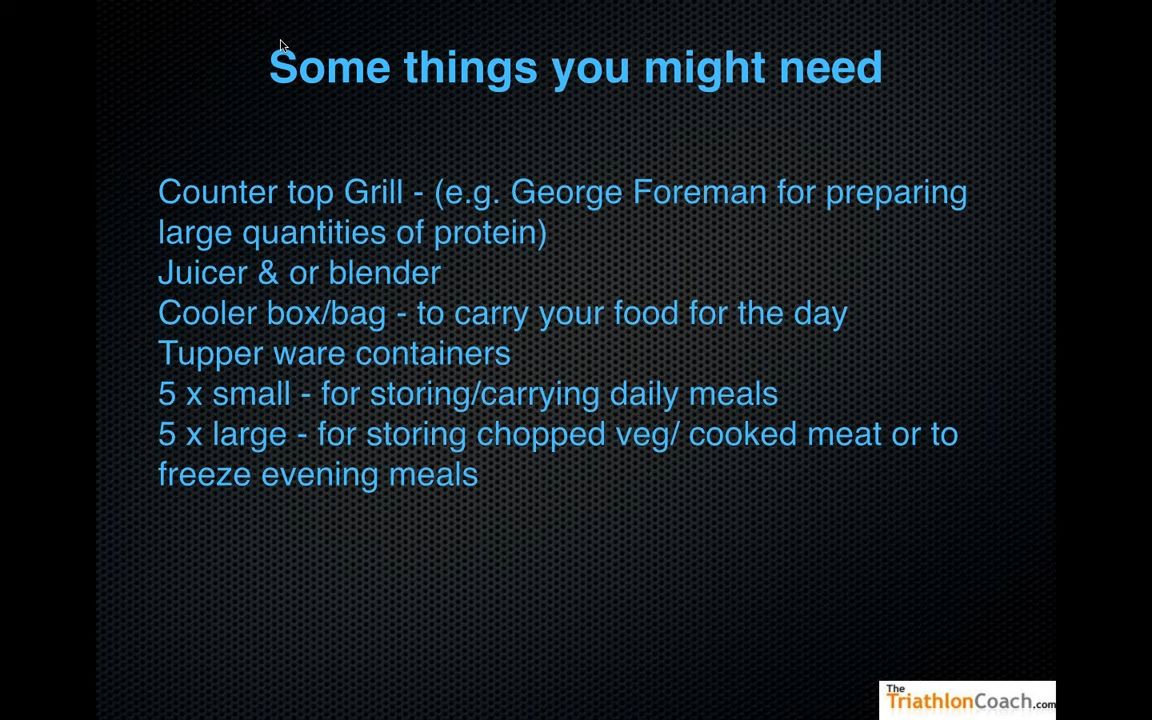 Some things you might need
Counter top Grill - (e.g. George Foreman for preparing
large quantities of protein)
Juicer & or blender
Cooler box/bag - to carry your food for the day
Tupper ware containers
5 x small - for storing/carrying daily meals
5 x large - for storing chopped veg/ cooked meat or to
freeze evening meals
The
TriathlonCoach.com